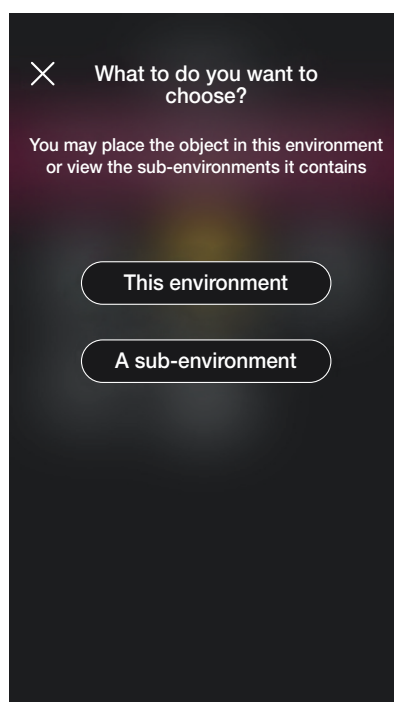 What to do you want to
choose?
You may place the object in this environment
or view the sub-environments it contains
This environment
A sub-environment